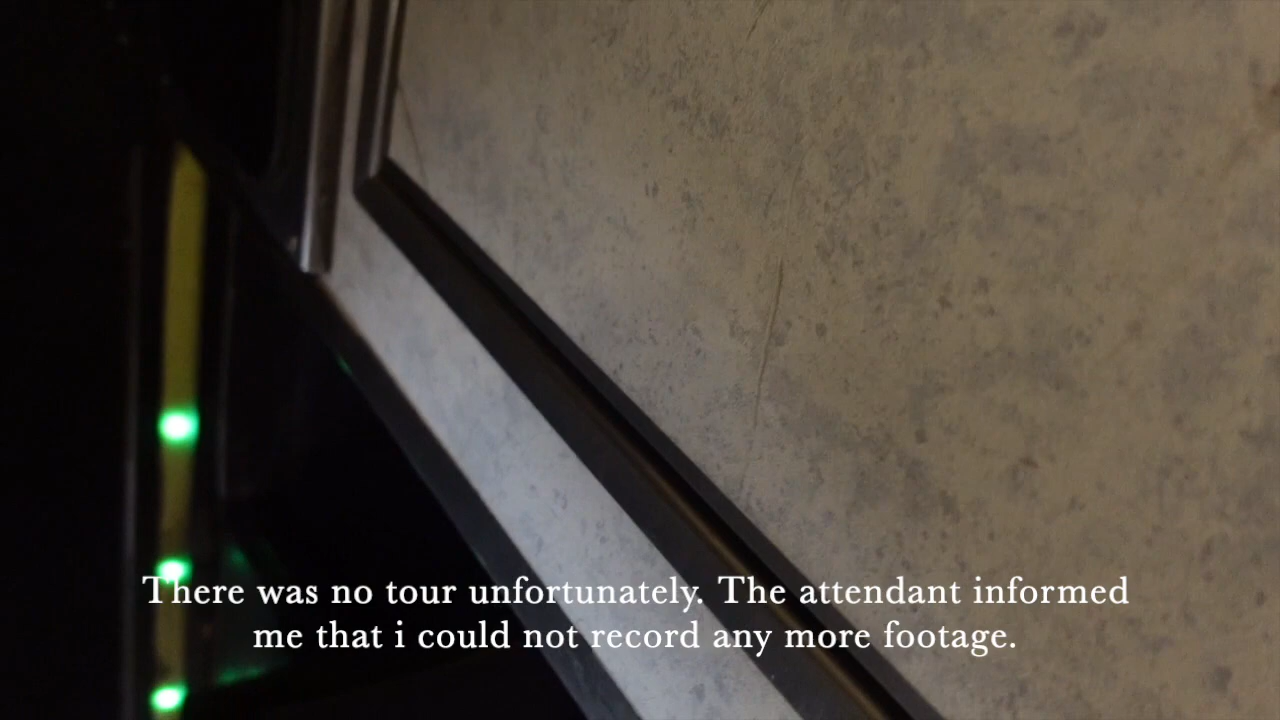 There was no tour unfortunately. The attendant informed
me that i could not record any more footage.